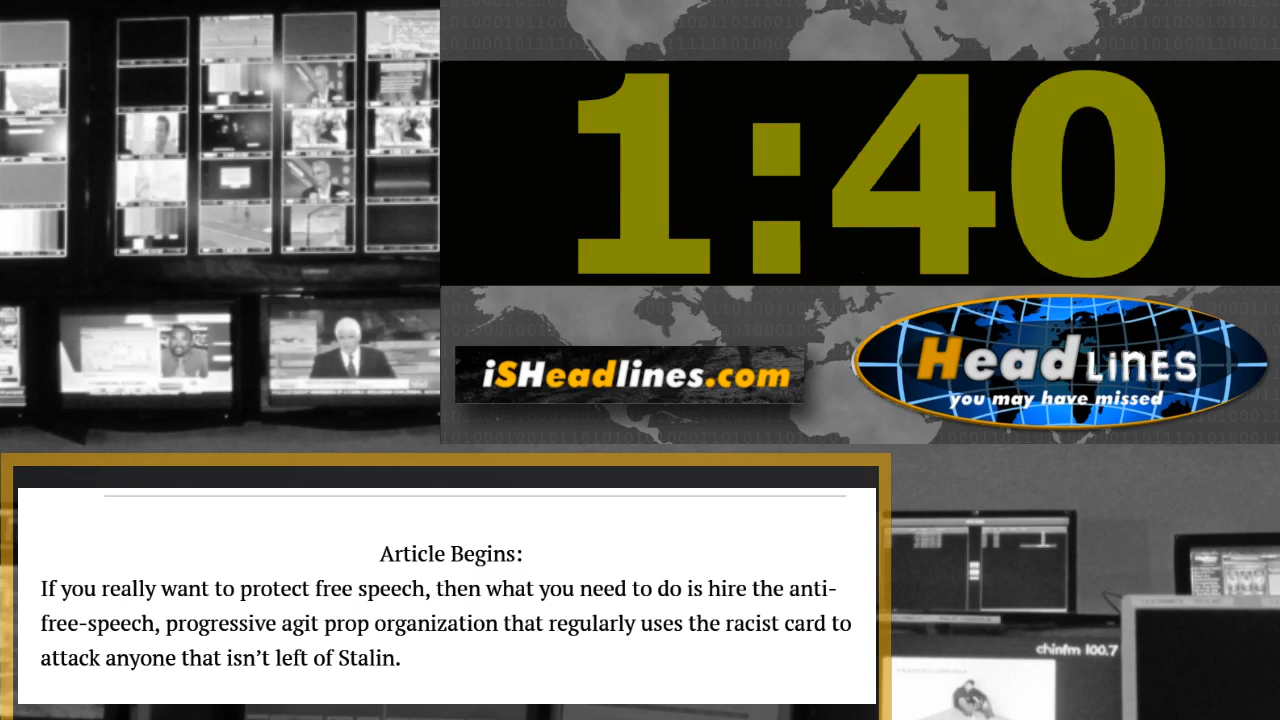 1:40
iSHeadlines.com
HeadLINES
you may have missed
Article Begins:
If you really want to protect free speech, then what you need to do is hire the anti-
free-speech, progressive agit prop organization that regularly uses the racist card to
attack anyone that isn’t left of Stalin.
chinfm 100.7